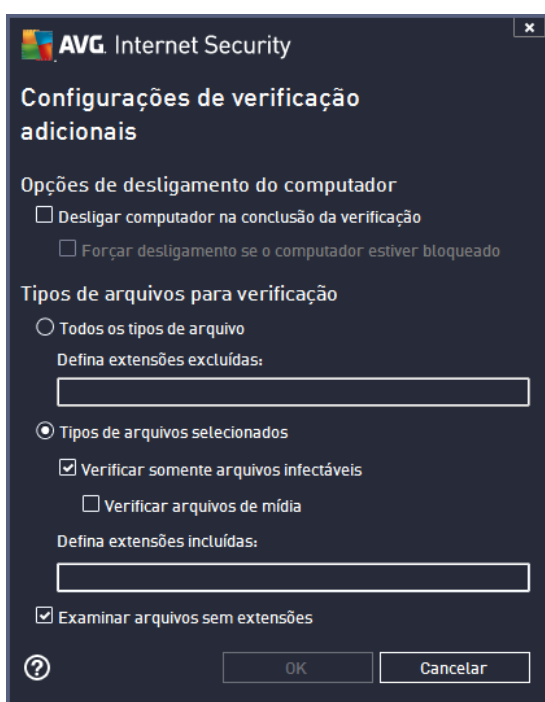 AVG. Internet Security
x
Configurações de verificação
adicionais
Opções de desligamento do computador
Desligar computador na conclusão da verificação
Forçar desligamento se o computador estiver bloqueado
Tipos de arquivos para verificação
Todos os tipos de arquivo
Defina extensões excluídas:
Tipos de arquivos selecionados
Verificar somente arquivos infectáveis
Verificar arquivos de mídia
Defina extensões incluídas:
Examinar arquivos sem extensões
?
OK
Cancelar